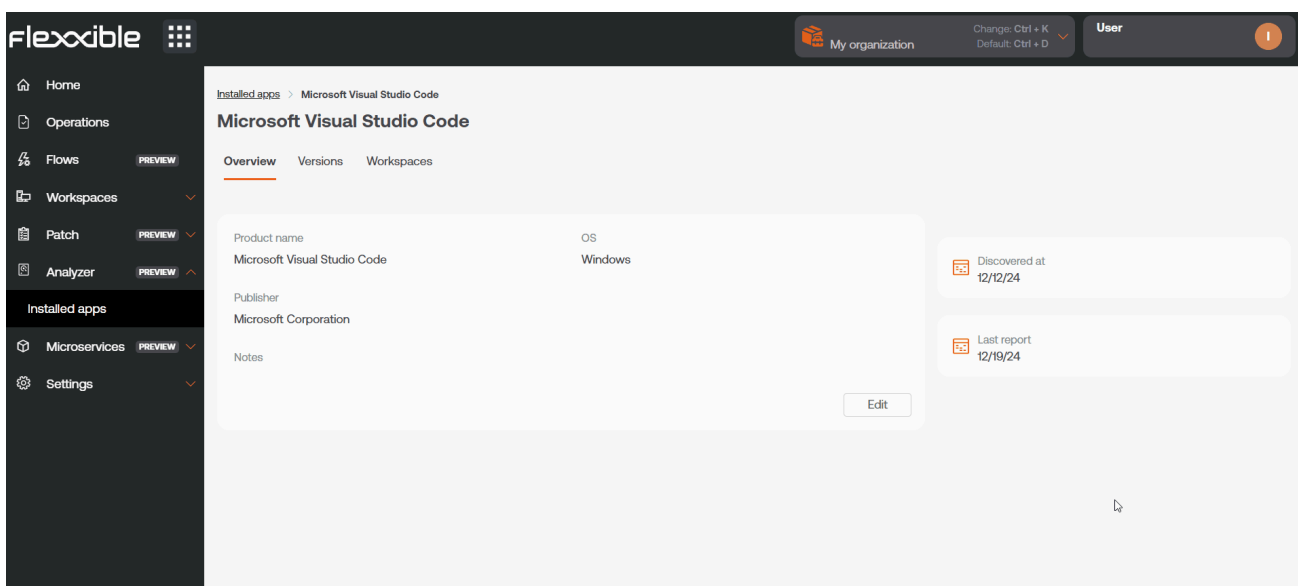 Flexxible
My organization
Change: Ctrl + K
Default: Ctrl + D
User
I
Home
Operations
Flows PREVIEW
Workspaces
Patch PREVIEW
Analyzer PREVIEW
Installed apps
Microservices PREVIEW
Settings
Installed apps > Microsoft Visual Studio Code
Microsoft Visual Studio Code
Overview Versions Workspaces
Product name
Microsoft Visual Studio Code
OS
Windows
Publisher
Microsoft Corporation
Notes
Edit
Discovered at
12/12/24
Last report
12/19/24